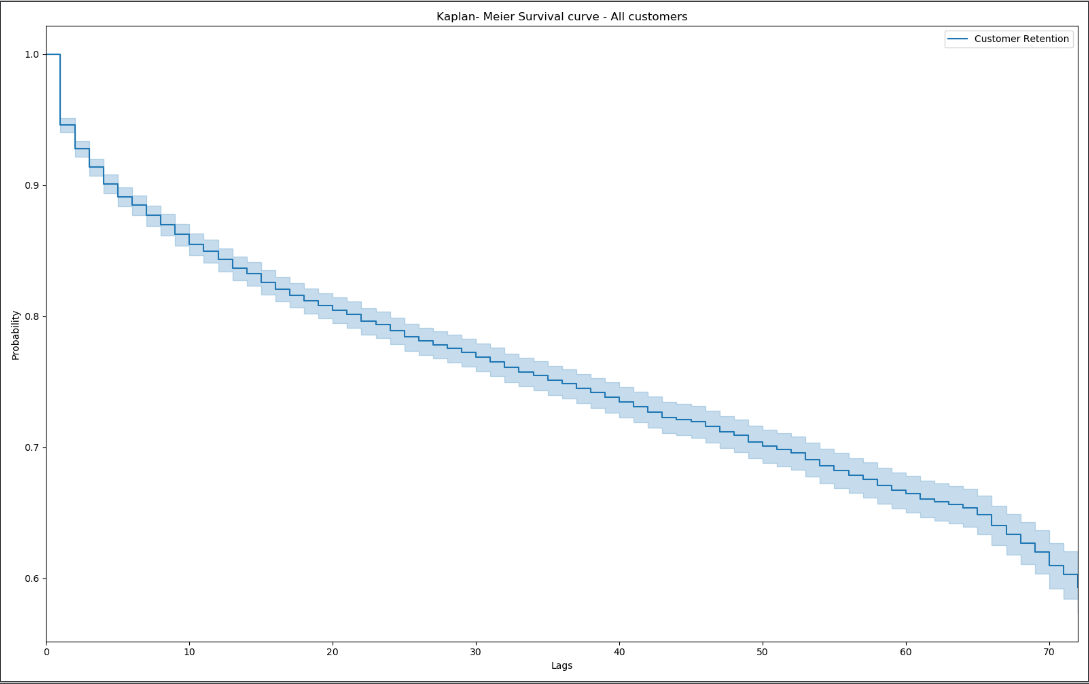 Kaplan- Meier Survival curve - All customers
Customer Retention
1.0
0.9
0.8
0.7
0.6
Probability
0 10 20 30 40 50 60 70
Lags